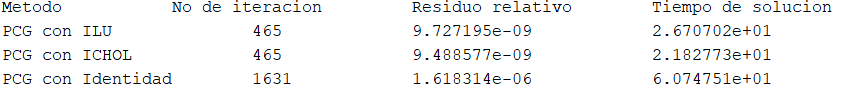 Metodo No de iteracion Residuo relativo Tiempo de solucion
PCG con ILU 465 9.727195e-09 2.670702e+01
PCG con ICHOL 465 9.488577e-09 2.182773e+01
PCG con Identidad 1631 1.618314e-06 6.074751e+01